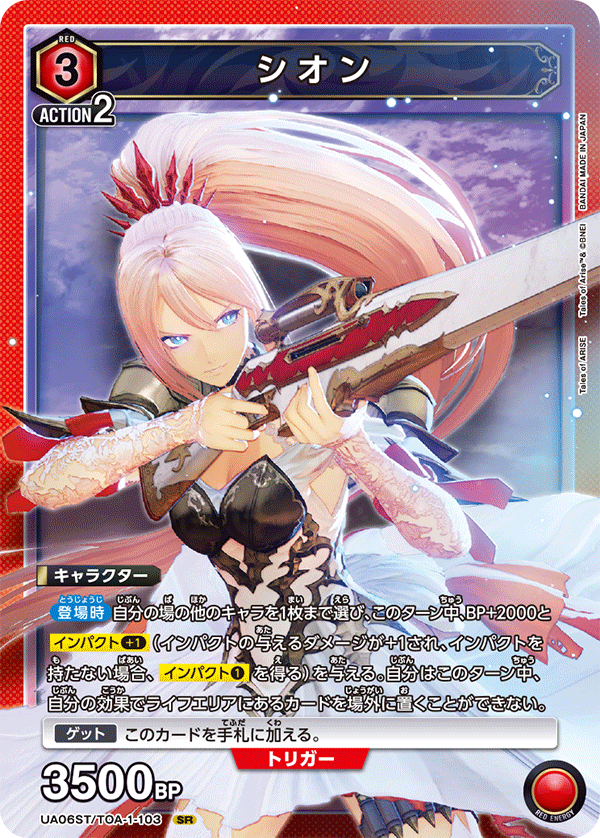 RED
3
シオン
ACTION2
BANDAI MADE IN JAPAN
Tales of Arise™& ©BNEI
Tales of ARISE
キャラクター
登場時 自分の場の他のキャラを1枚まで選び、このターン中、BP+2000と
インパクト+1 (インパクトの与えるダメージが+1され、インパクトを
持たない場合、インパクト1を得る)を与える。自分はこのターン中、
自分の効果でライフエリアにあるカードを場外に置くことができない。
ゲット このカードを手札に加える。
トリガー
3500BP
RED ENERGY
UA06ST/TOA-1-103 SR